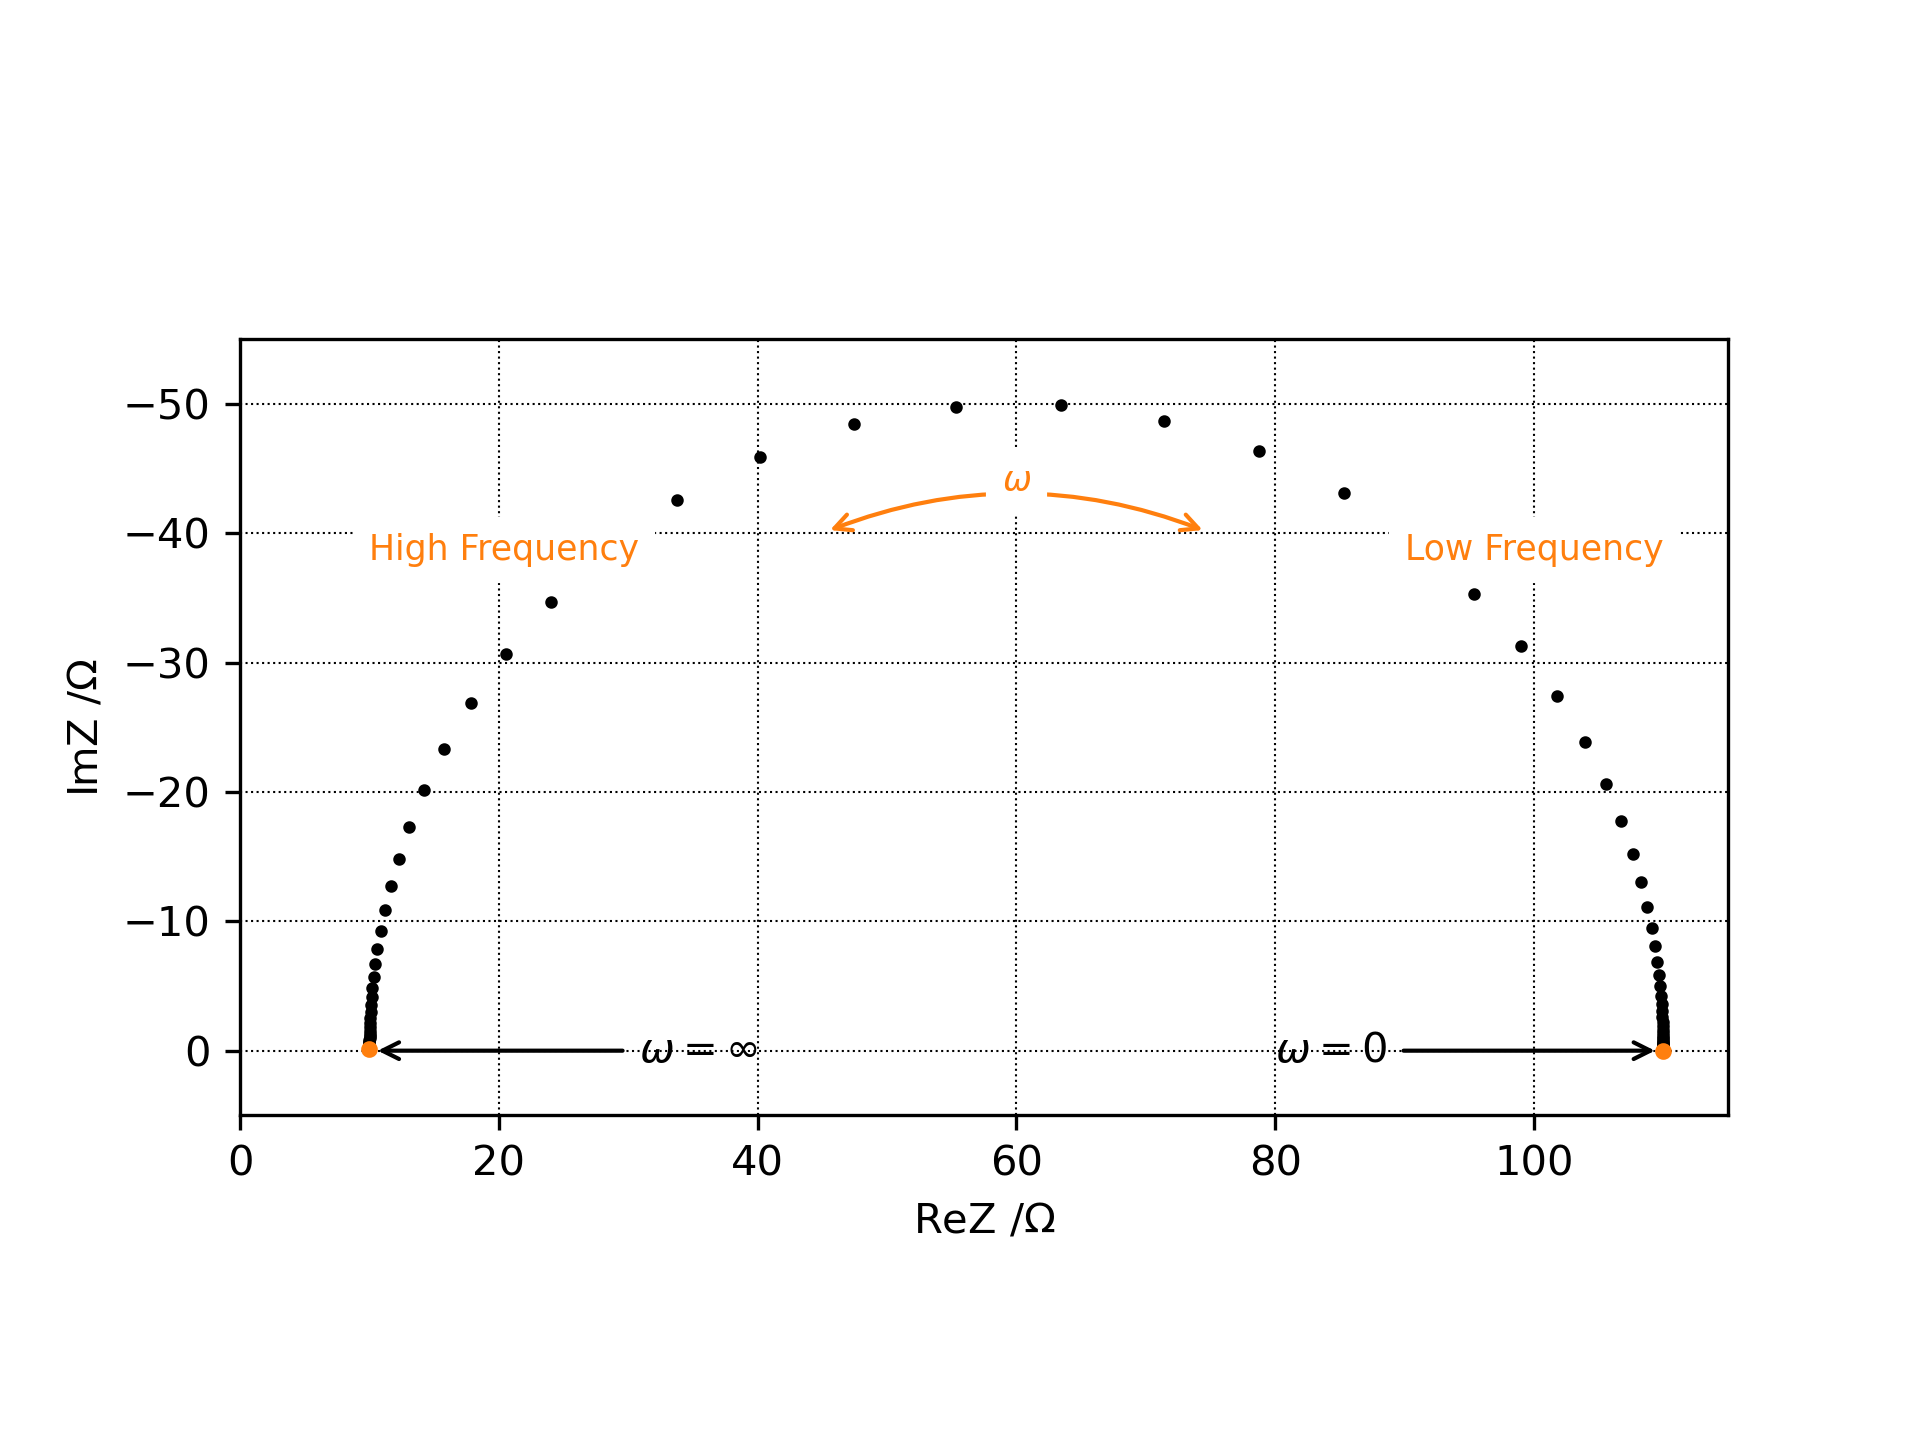 −50
−40
−30
−20
−10
0
ω
High Frequency
Low Frequency
ω = ∞
ω = 0
0 20 40 60 80 100
ReZ /Ω
ImZ /Ω